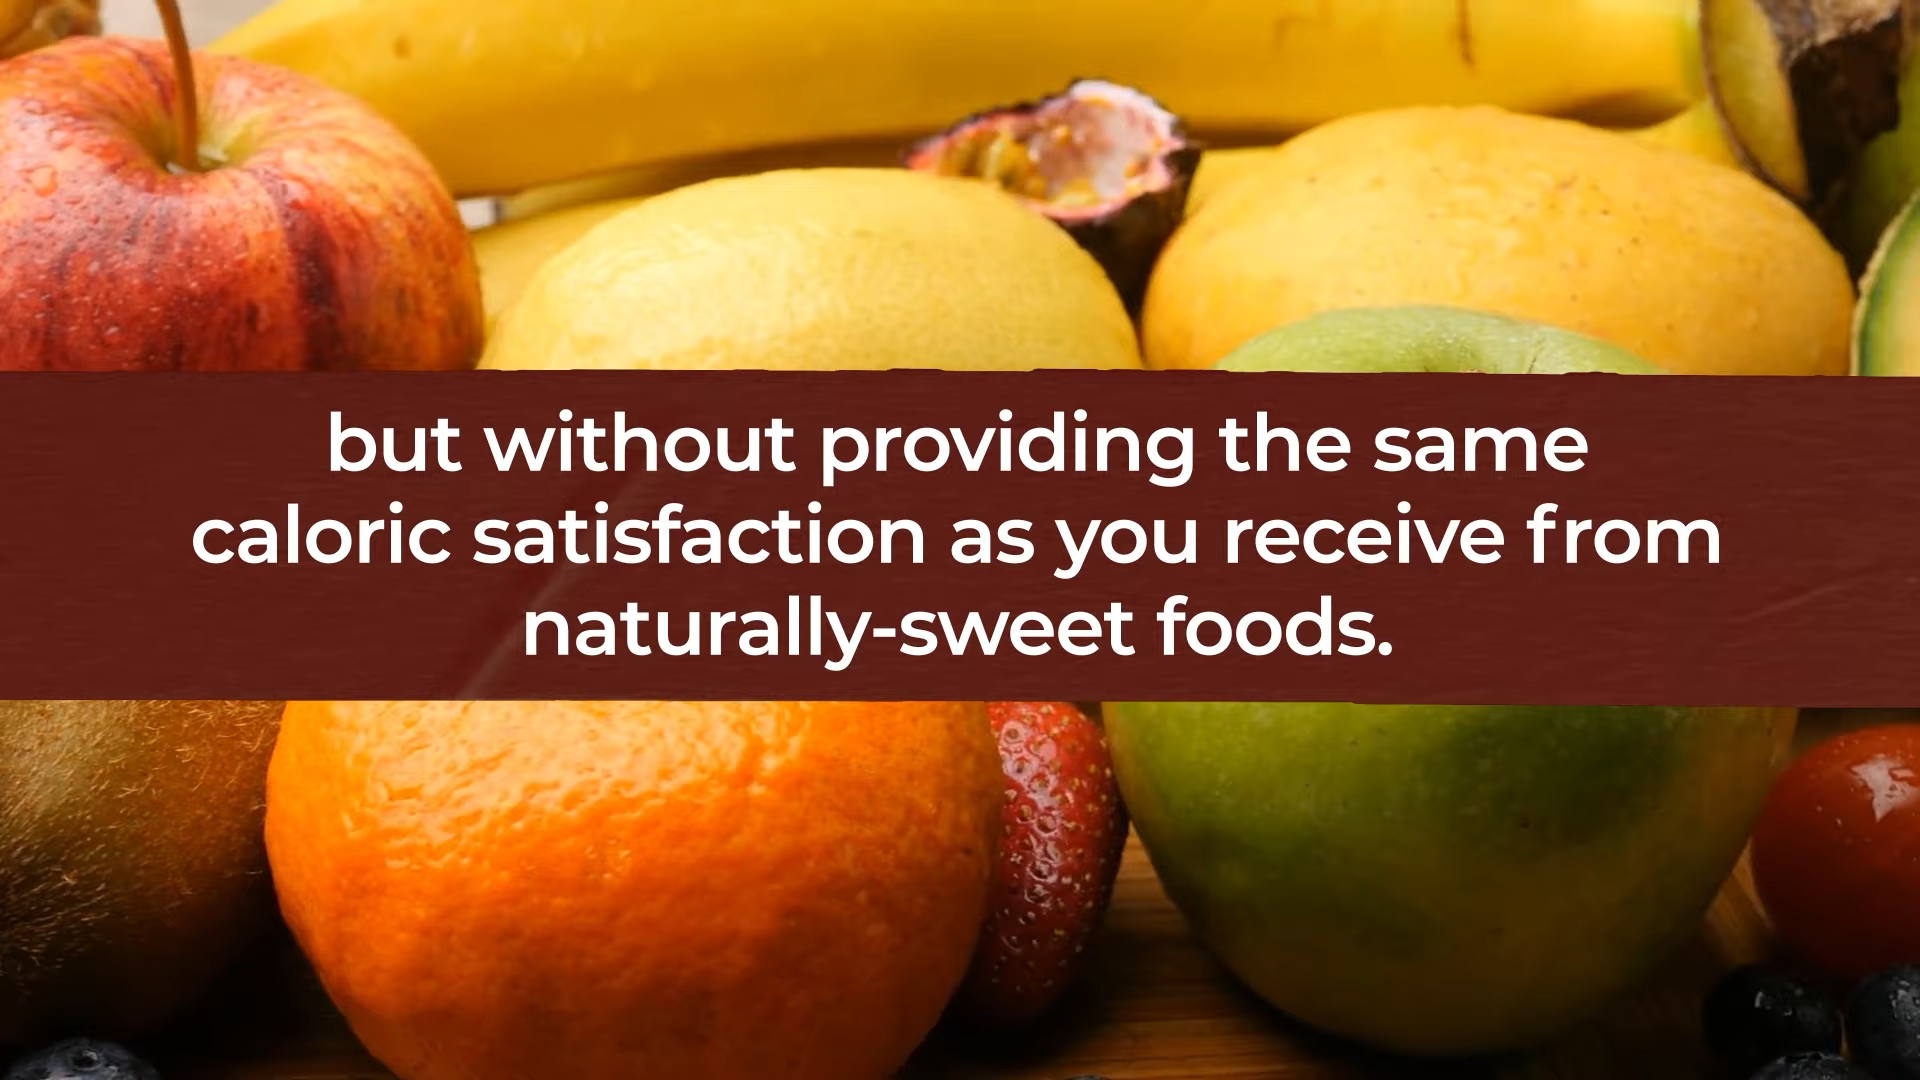 but without providing the same
caloric satisfaction as you receive from
naturally-sweet foods.